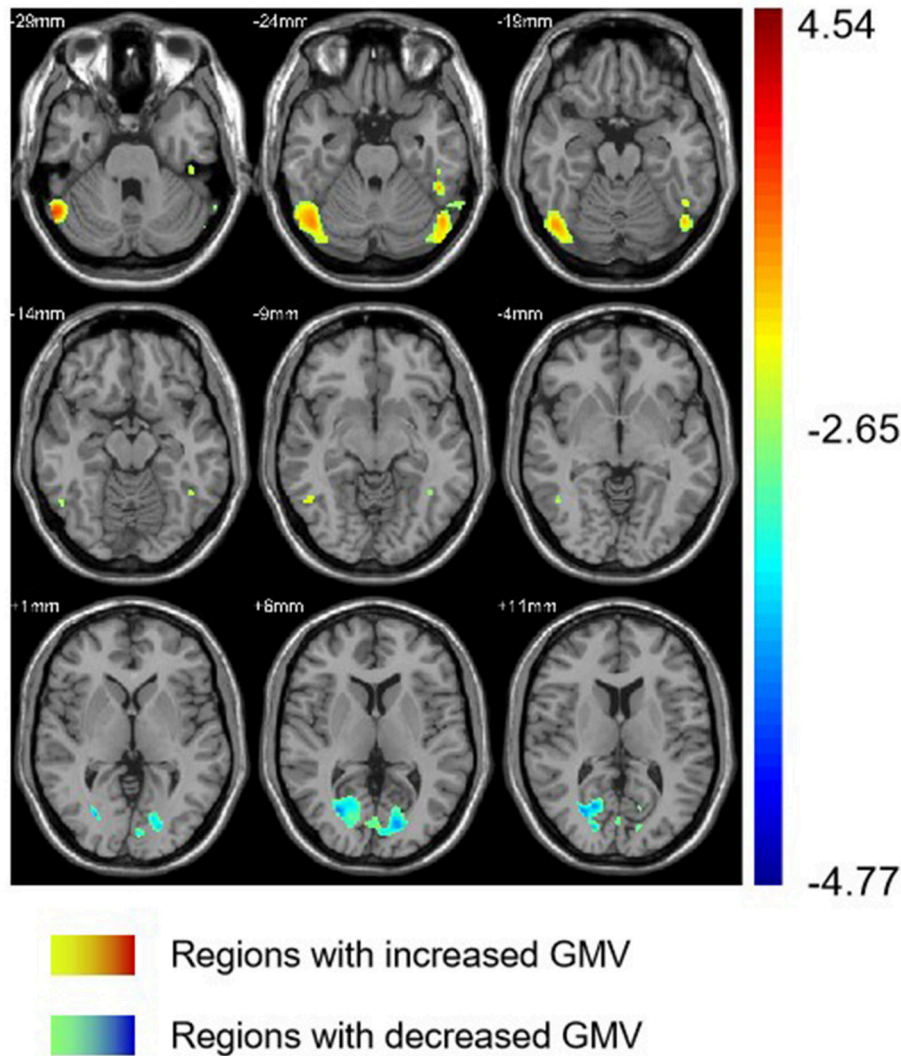 -29mm
-24mm
-19mm
4.54
-14mm
-9mm
-4mm
-2.65
+1mm
+6mm
+11mm
-4.77
Regions with increased GMV
Regions with decreased GMV